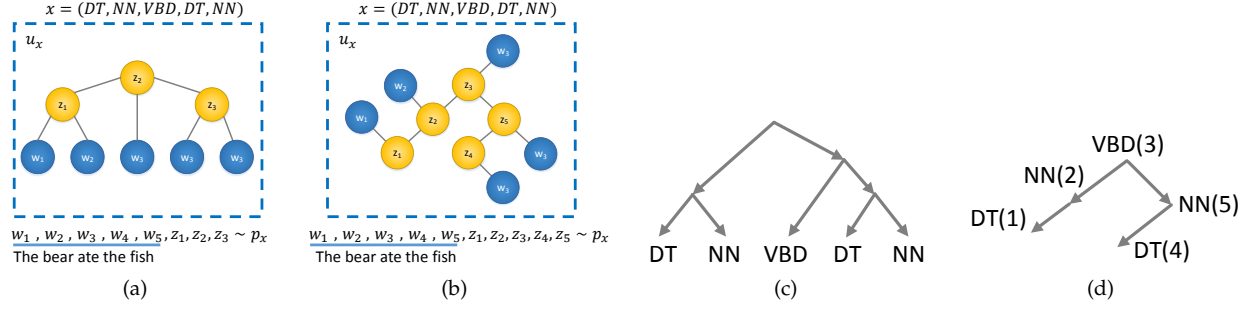 x = (DT, NN, VBD, DT, NN)
u_x
z_2
z_1
z_3
w_1 w_2 w_3 w_3 w_3
w_1 , w_2 , w_3 , w_4 , w_5, z_1, z_2, z_3 ~ p_x
The bear ate the fish
(a)
x = (DT, NN, VBD, DT, NN)
u_x
w_3
w_2
z_3
w_1
z_2
z_5
z_1
z_4
w_3
w_3
w_1 , w_2 , w_3 , w_4 , w_5, z_1, z_2, z_3, z_4, z_5 ~ p_x
The bear ate the fish
(b)
DT NN VBD DT NN
(c)
VBD(3)
NN(2)
DT(1)
NN(5)
DT(4)
(d)